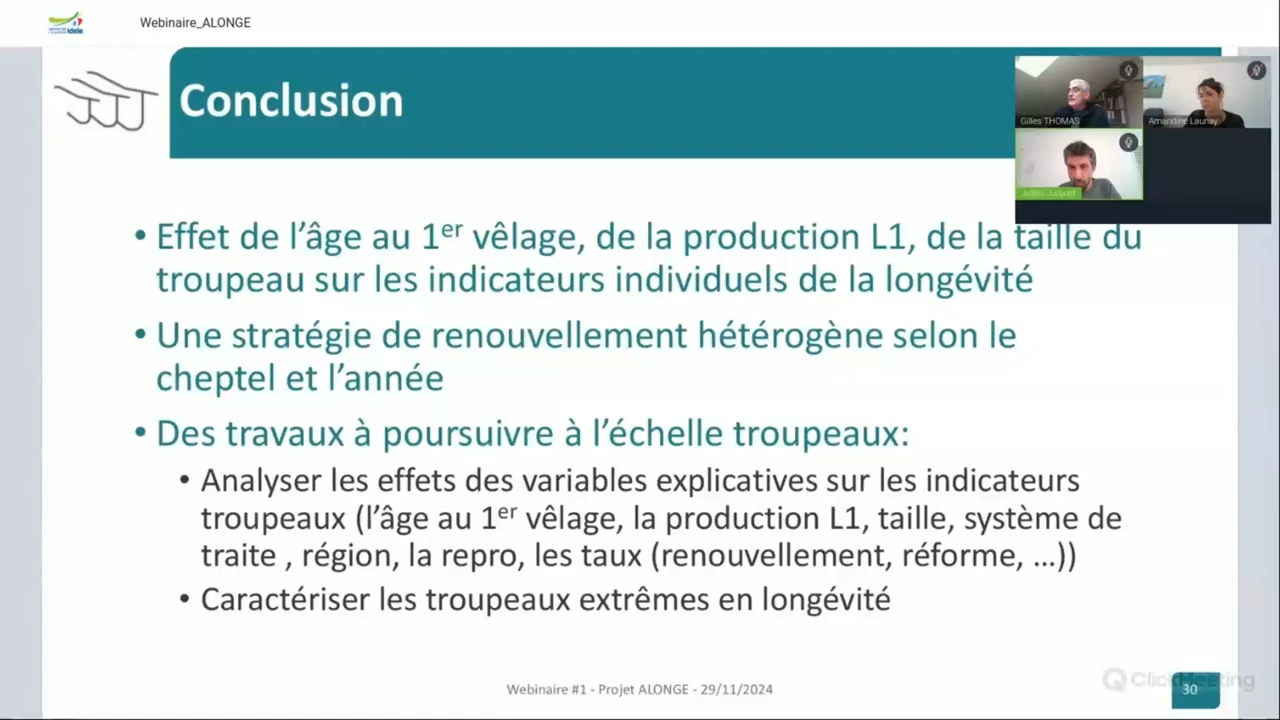 Webinaire_ALONGE
idele
Conclusion
Gilles THOMAS
Amandine Launay
• Effet de l’âge au 1er vêlage, de la production L1, de la taille du
troupeau sur les indicateurs individuels de la longévité
• Une stratégie de renouvellement hétérogène selon le
cheptel et l’année
• Des travaux à poursuivre à l’échelle troupeaux:
• Analyser les effets des variables explicatives sur les indicateurs
troupeaux (l’âge au 1er vêlage, la production L1, taille, système de
traite , région, la repro, les taux (renouvellement, réforme, …))
• Caractériser les troupeaux extrêmes en longévité
Webinaire #1 - Projet ALONGE - 29/11/2024
ClickMeeting
30